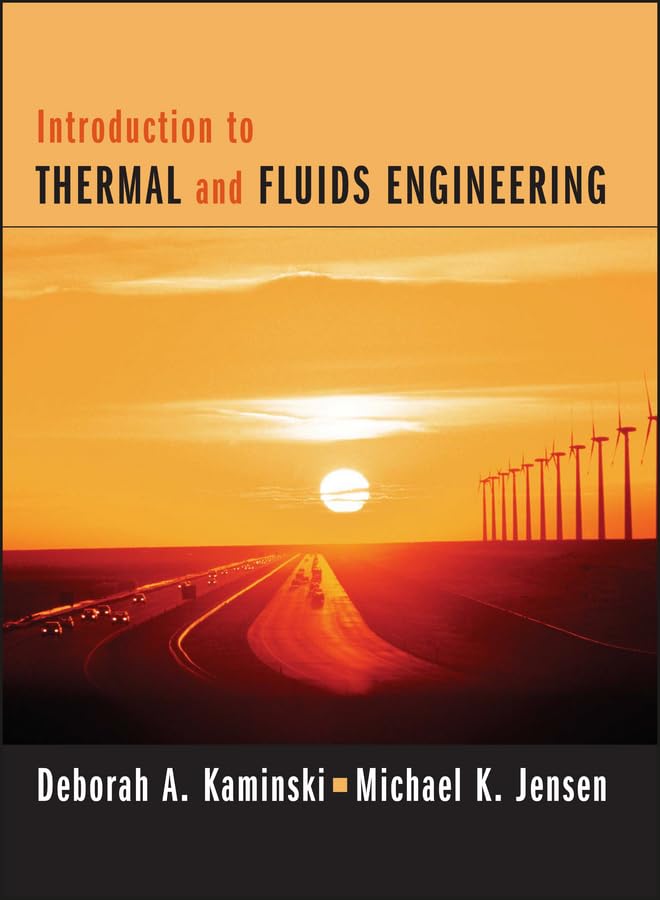 Introduction to
THERMAL and FLUIDS ENGINEERING
Deborah A. Kaminski ■ Michael K. Jensen